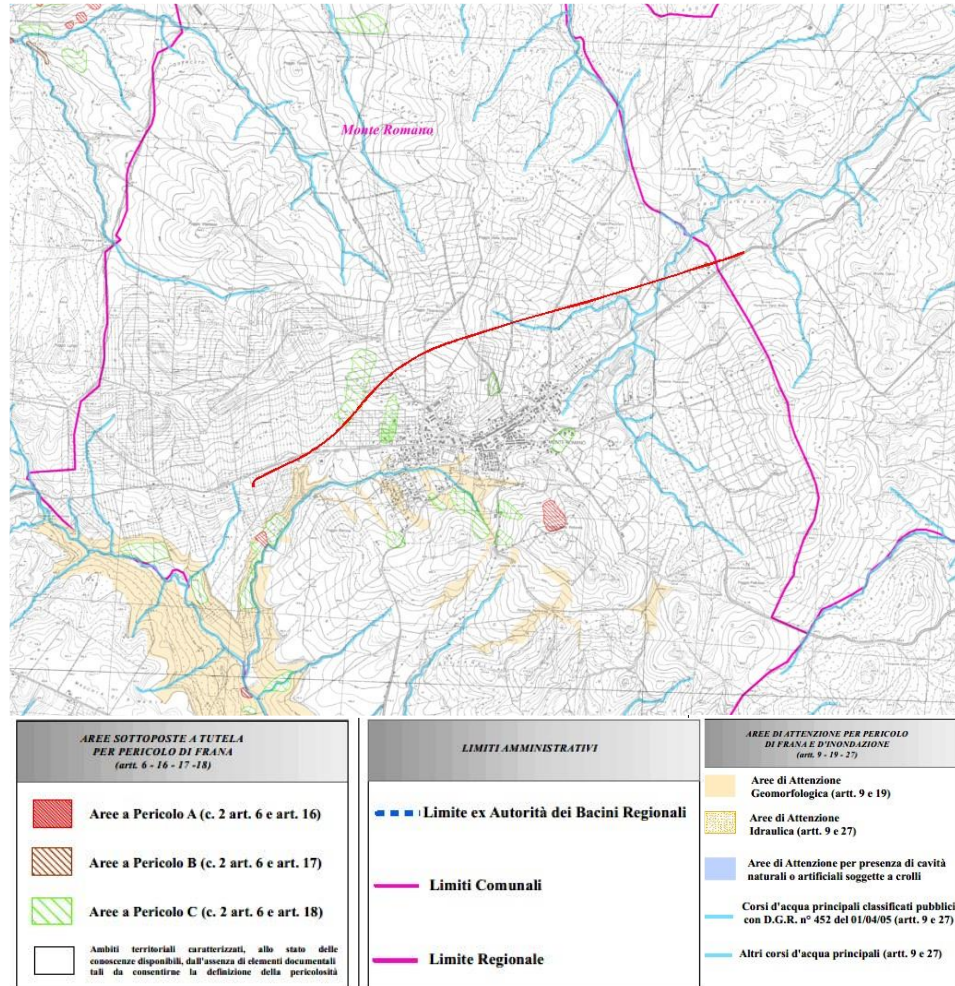 Monte Romano
MONTE ROMANO
AREE SOTTOPOSTE A TUTELA
PER PERICOLO DI FRANA
(artt. 6 - 16 - 17 -18)
Aree a Pericolo A (c. 2 art. 6 e art. 16)
Aree a Pericolo B (c. 2 art. 6 e art. 17)
Aree a Pericolo C (c. 2 art. 6 e art. 18)
Ambiti territoriali caratterizzati, allo stato delle
conoscenze disponibili, dall'assenza di elementi documentali
tali da consentirne la definizione della pericolosità
LIMITI AMMINISTRATIVI
Limite ex Autorità dei Bacini Regionali
Limiti Comunali
Limite Regionale
AREE DI ATTENZIONE PER PERICOLO
DI FRANA E D'INONDAZIONE
(artt. 9 - 19 - 27)
Aree di Attenzione
Geomorfologica (artt. 9 e 19)
Aree di Attenzione
Idraulica (artt. 9 e 27)
Aree di Attenzione per presenza di cavità
naturali o artificiali soggette a crolli
Corsi d'acqua principali classificati pubblici
con D.G.R. n° 452 del 01/04/05 (artt. 9 e 27)
Altri corsi d'acqua principali (artt. 9 e 27)